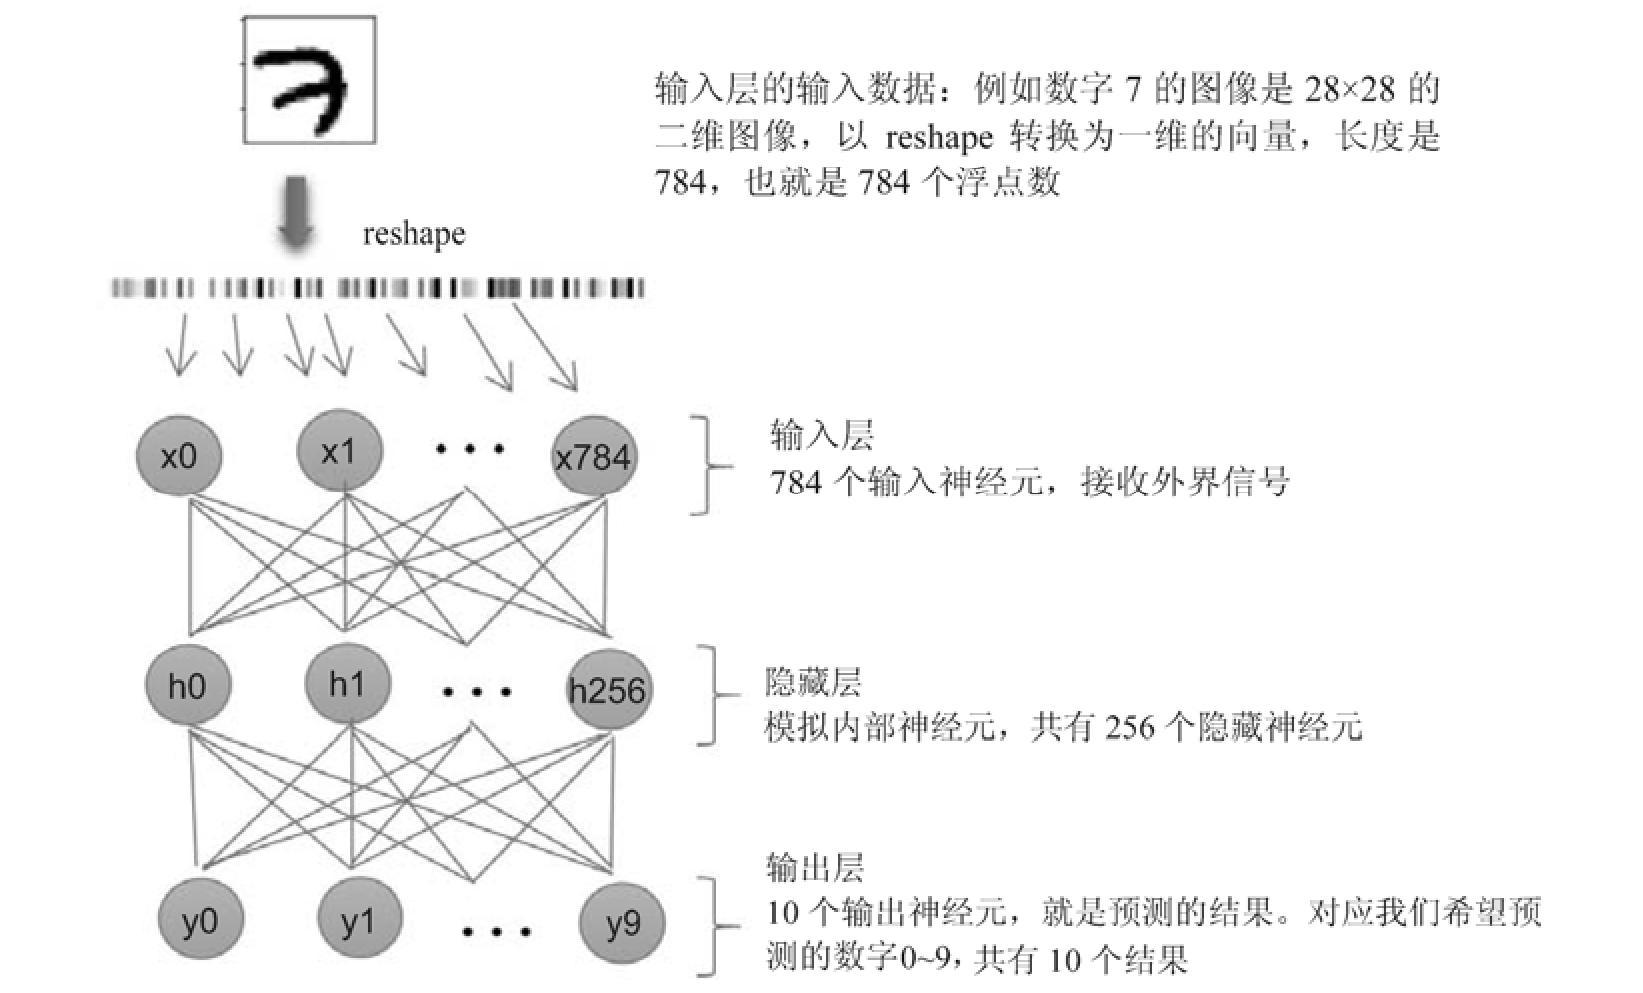 输入层的输入数据：例如数字 7 的图像是 28×28 的
二维图像，以 reshape 转换为一维的向量，长度是
784，也就是 784 个浮点数
reshape
x0 x1 ··· x784
输入层
784 个输入神经元，接收外界信号
h0 h1 ··· h256
隐藏层
模拟内部神经元，共有 256 个隐藏神经元
y0 y1 ··· y9
输出层
10 个输出神经元，就是预测的结果。对应我们希望预
测的数字0~9，共有 10 个结果